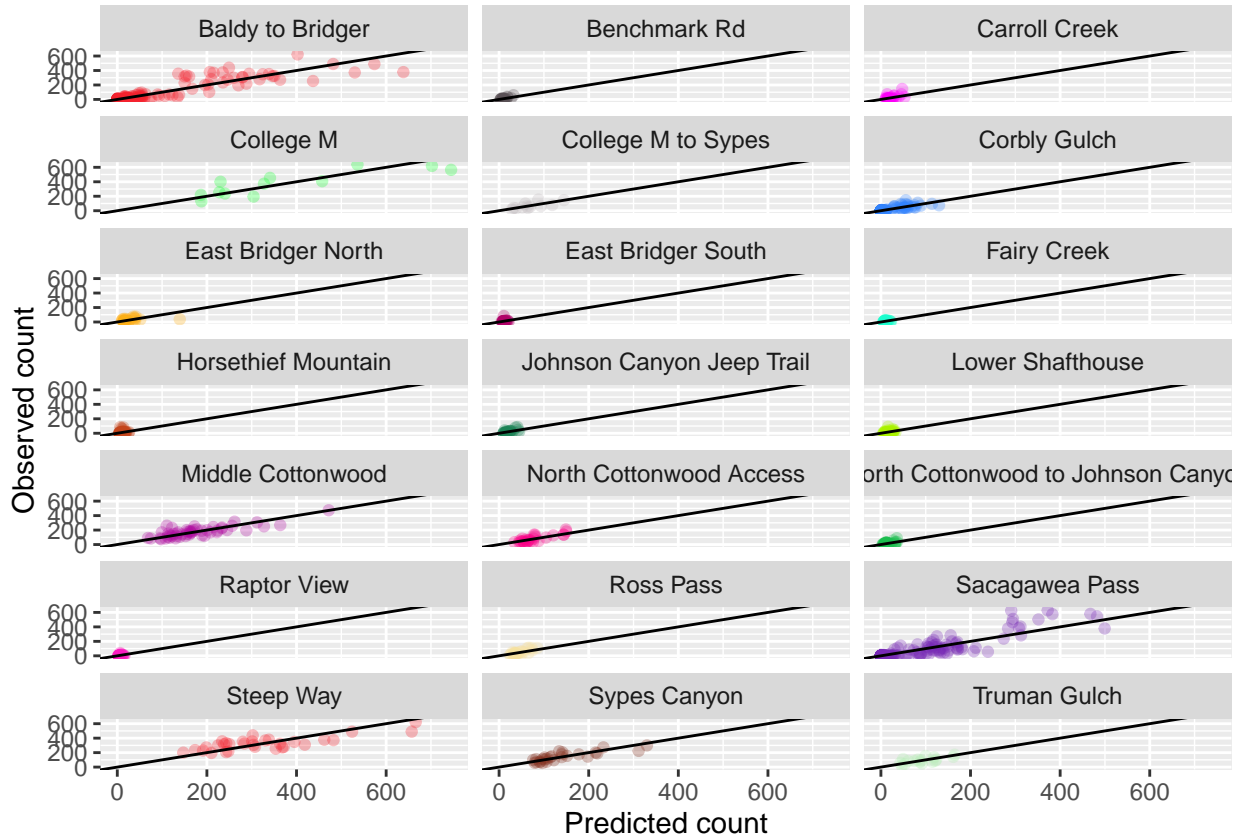 Baldy to Bridger Benchmark Rd Carroll Creek
600
400
200
0
College M College M to Sypes Corbly Gulch
600
400
200
0
East Bridger North East Bridger South Fairy Creek
600
400
200
0
Horsethief Mountain Johnson Canyon Jeep Trail Lower Shafthouse
600
400
200
0
Middle Cottonwood North Cottonwood Access orth Cottonwood to Johnson Canyo
600
400
200
0
Raptor View Ross Pass Sacagawea Pass
600
400
200
0
Steep Way Sypes Canyon Truman Gulch
600
400
200
0
0 200 400 600 0 200 400 600 0 200 400 600
Predicted count
Observed count